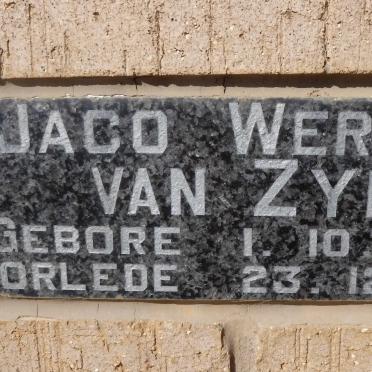 JACO WER
VAN ZY
GEBORE 1. 10
ORLEDE 23. 12